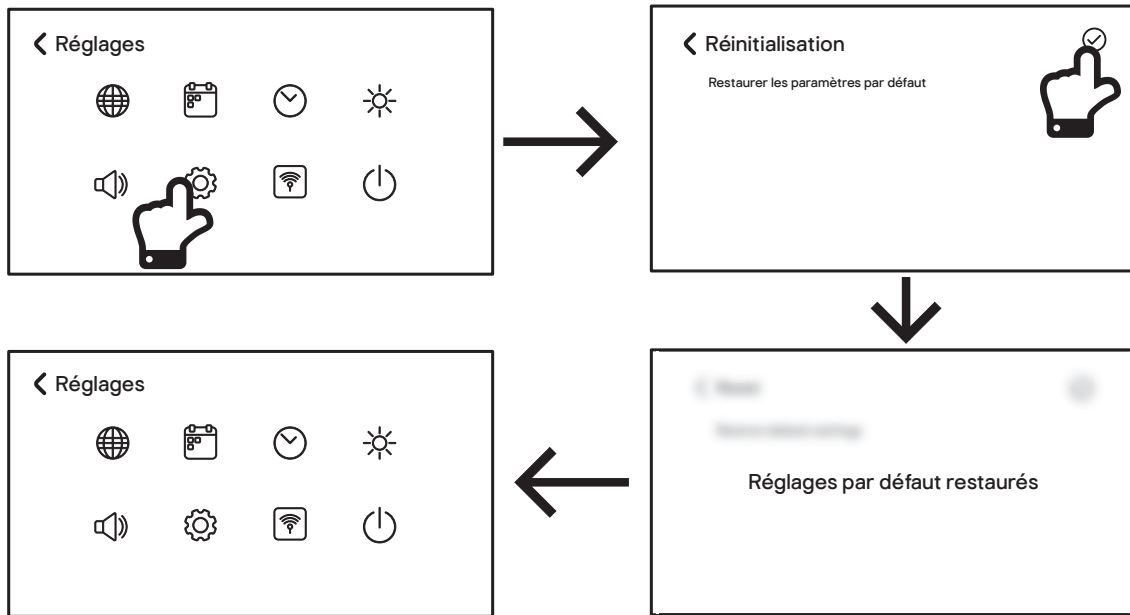 Réglages
Réinitialisation
Restaurer les paramètres par défaut
Réglages par défaut restaurés
Réglages